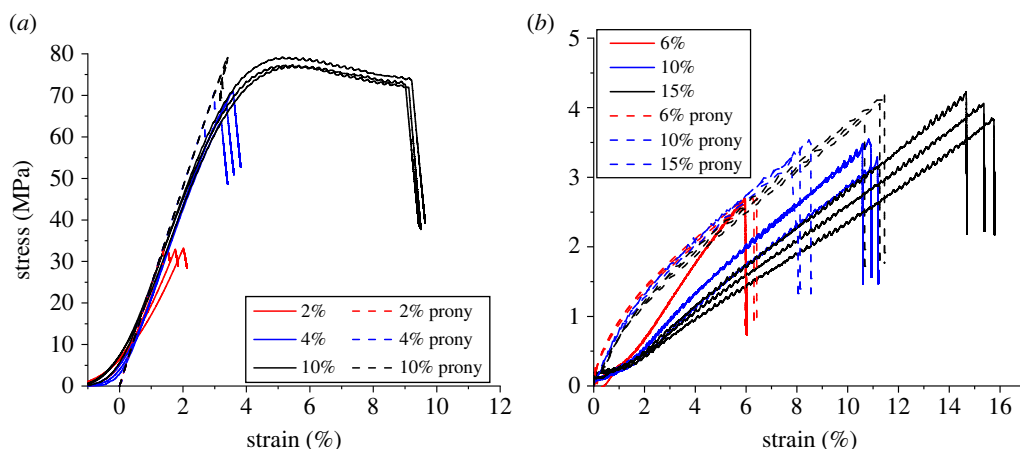 (a)
80
70
60
50
40
30
20
10
0
stress (MPa)
2% 2% prony
4% 4% prony
10% 10% prony
0 2 4 6 8 10 12
strain (%)
(b)
5
4
3
2
1
0
6%
10%
15%
6% prony
10% prony
15% prony
0 2 4 6 8 10 12 14 16
strain (%)